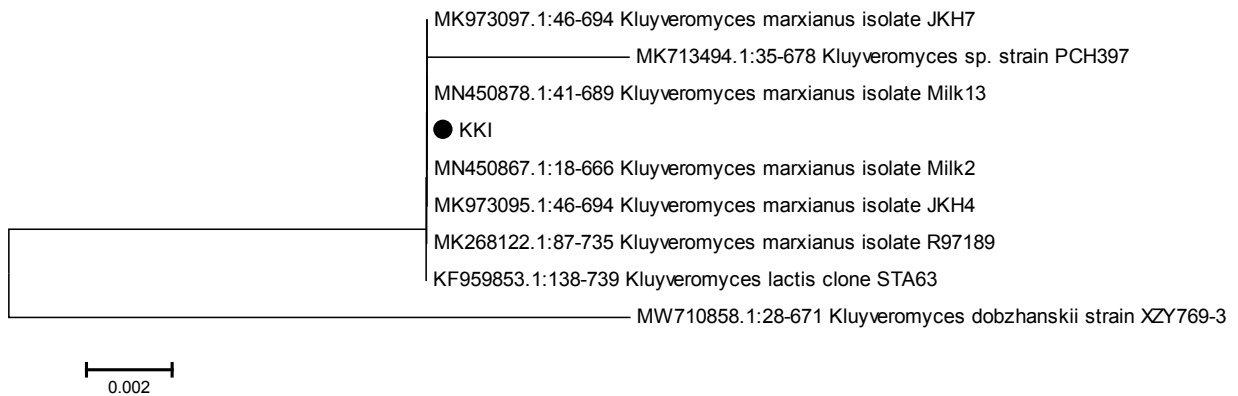 MK973097.1:46-694 Kluyveromyces marxianus isolate JKH7
MK713494.1:35-678 Kluyveromyces sp. strain PCH397
MN450878.1:41-689 Kluyveromyces marxianus isolate Milk13
KKI
MN450867.1:18-666 Kluyveromyces marxianus isolate Milk2
MK973095.1:46-694 Kluyveromyces marxianus isolate JKH4
MK268122.1:87-735 Kluyveromyces marxianus isolate R97189
KF959853.1:138-739 Kluyveromyces lactis clone STA63
MW710858.1:28-671 Kluyveromyces dobzhanskii strain XZY769-3
0.002